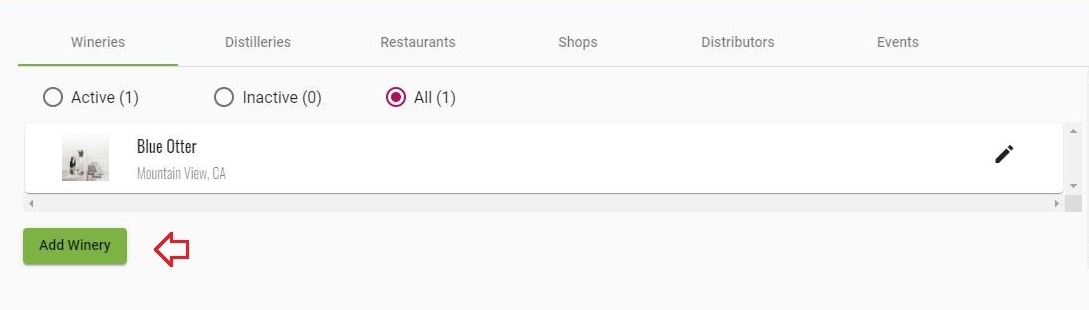 Wineries Distilleries Restaurants Shops Distributors Events
Active (1) Inactive (0) All (1)
Blue Otter
Mountain View, CA
Add Winery